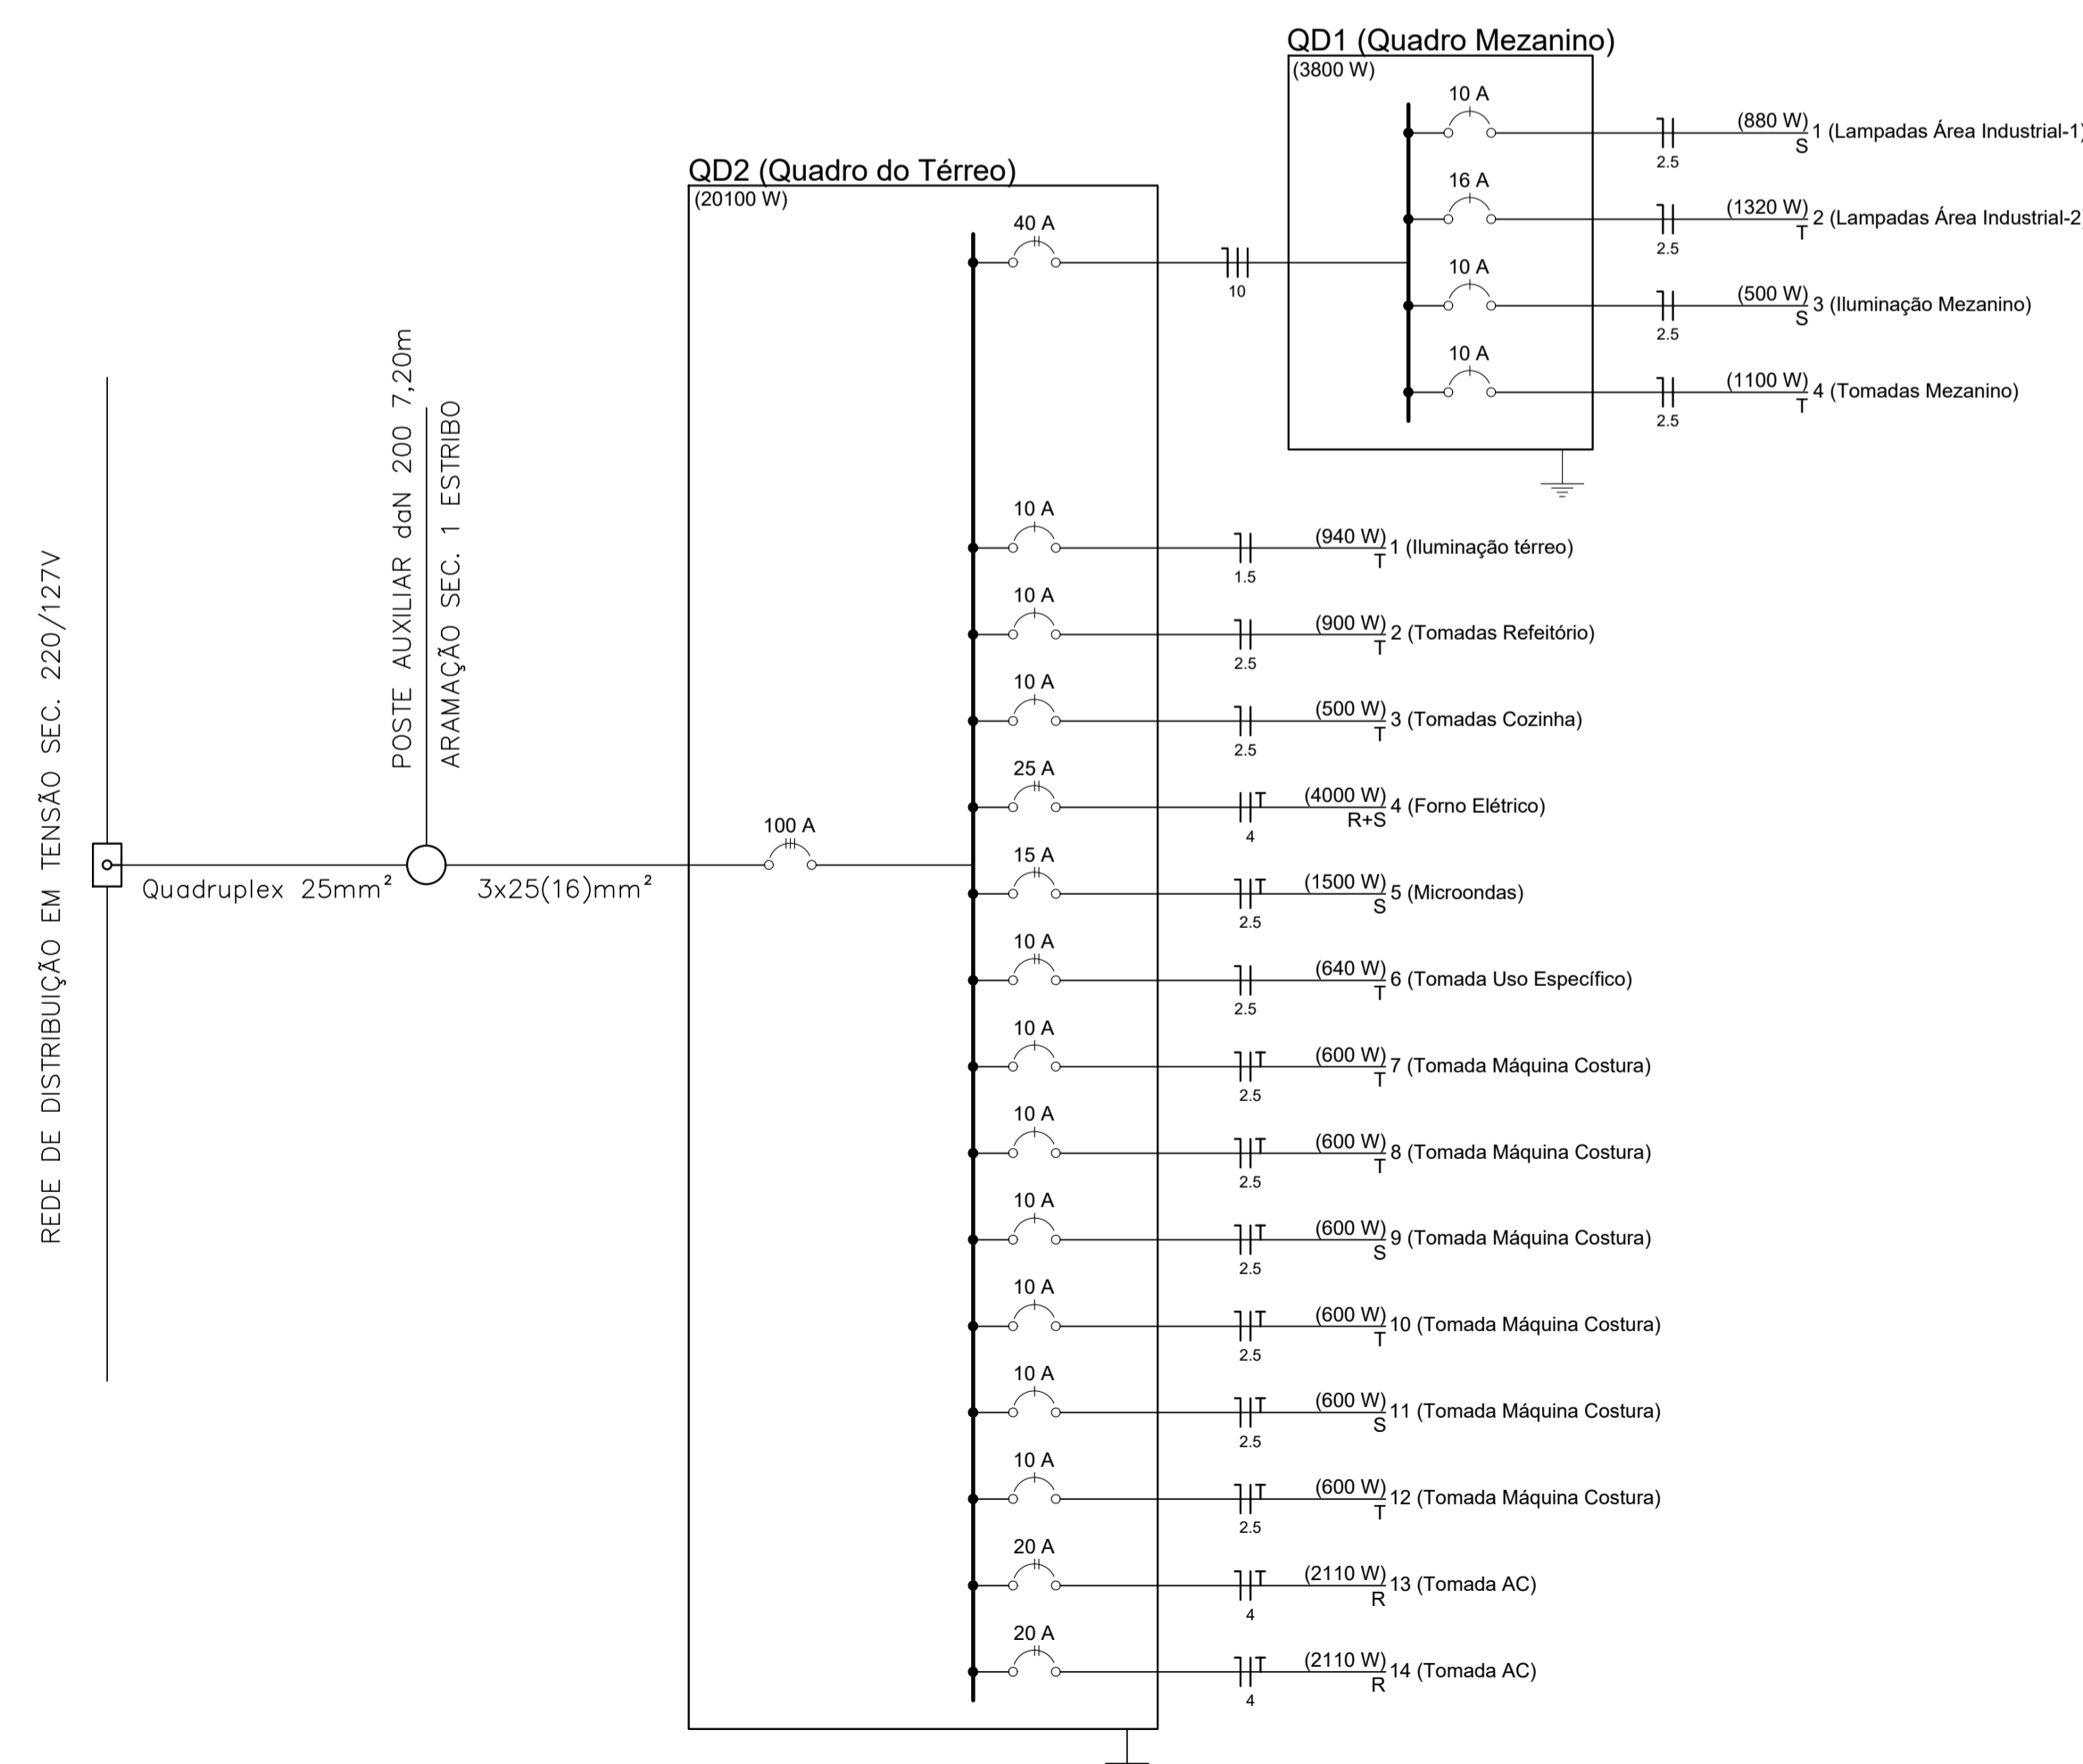 QD1 (Quadro Mezanino)
(3800 W)
10 A
(880 W)
S
1 (Lampadas Área Industrial-1)
2.5
16 A
(1320 W)
T
2 (Lampadas Área Industrial-2)
2.5
10 A
(500 W)
S
3 (Iluminação Mezanino)
2.5
10 A
(1100 W)
T
4 (Tomadas Mezanino)
2.5
QD2 (Quadro do Térreo)
(20100 W)
40 A
10
10 A
(940 W)
T
1 (Iluminação térreo)
1.5
10 A
(900 W)
T
2 (Tomadas Refeitório)
2.5
10 A
(500 W)
T
3 (Tomadas Cozinha)
2.5
25 A
(4000 W)
R+S
4 (Forno Elétrico)
4
15 A
(1500 W)
S
5 (Microondas)
2.5
10 A
(640 W)
T
6 (Tomada Uso Específico)
2.5
10 A
(600 W)
T
7 (Tomada Máquina Costura)
2.5
10 A
(600 W)
T
8 (Tomada Máquina Costura)
2.5
10 A
(600 W)
S
9 (Tomada Máquina Costura)
2.5
10 A
(600 W)
T
10 (Tomada Máquina Costura)
2.5
10 A
(600 W)
S
11 (Tomada Máquina Costura)
2.5
10 A
(600 W)
T
12 (Tomada Máquina Costura)
2.5
20 A
(2110 W)
R
13 (Tomada AC)
4
20 A
(2110 W)
R
14 (Tomada AC)
4
100 A
REDE DE DISTRIBUIÇÃO EM TENSÃO SEC. 220/127V
POSTE AUXILIAR daN 200 7,20m
ARAMAÇÃO SEC. 1 ESTRIBO
Quadruplex 25mm²
3x25(16)mm²